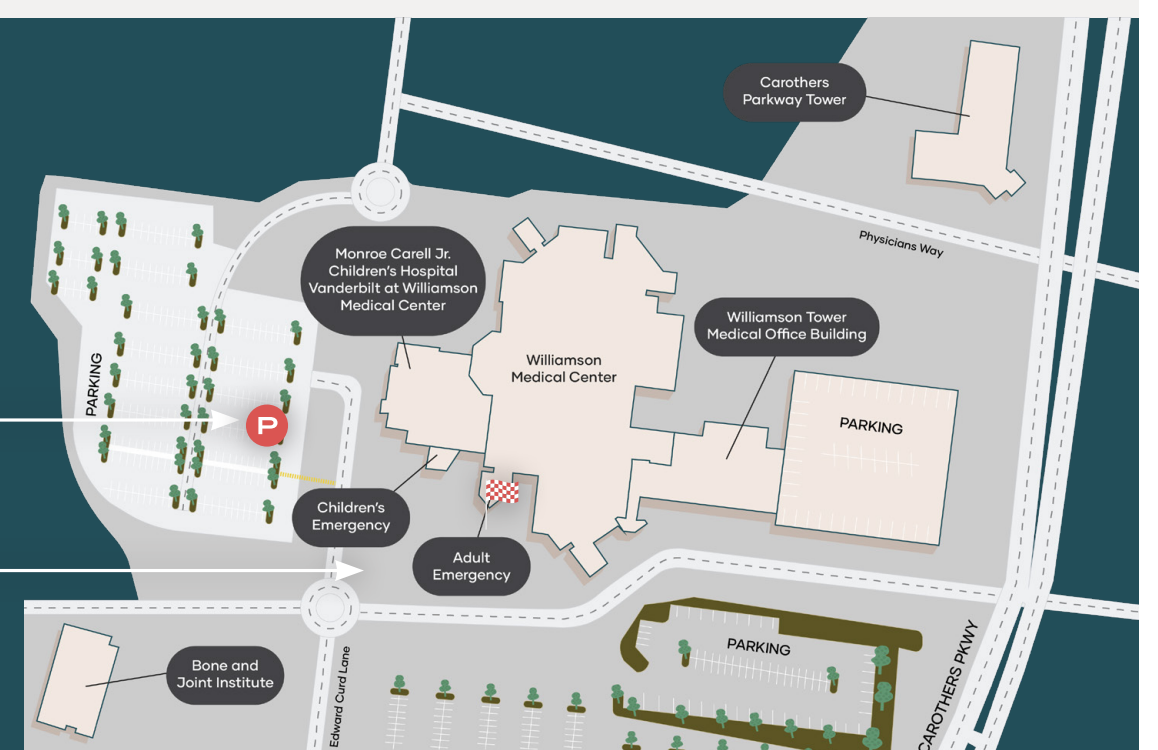 Carothers
Parkway Tower
Physicians Way
Monroe Carell Jr.
Children's Hospital
Vanderbilt at Williamson
Medical Center
Williamson Tower
Medical Office Building
Williamson
Medical Center
PARKING
P
PARKING
Children's
Emergency
Adult
Emergency
PARKING
Bone and
Joint Institute
Edward Curd Lane
CAROTHERS PKWY